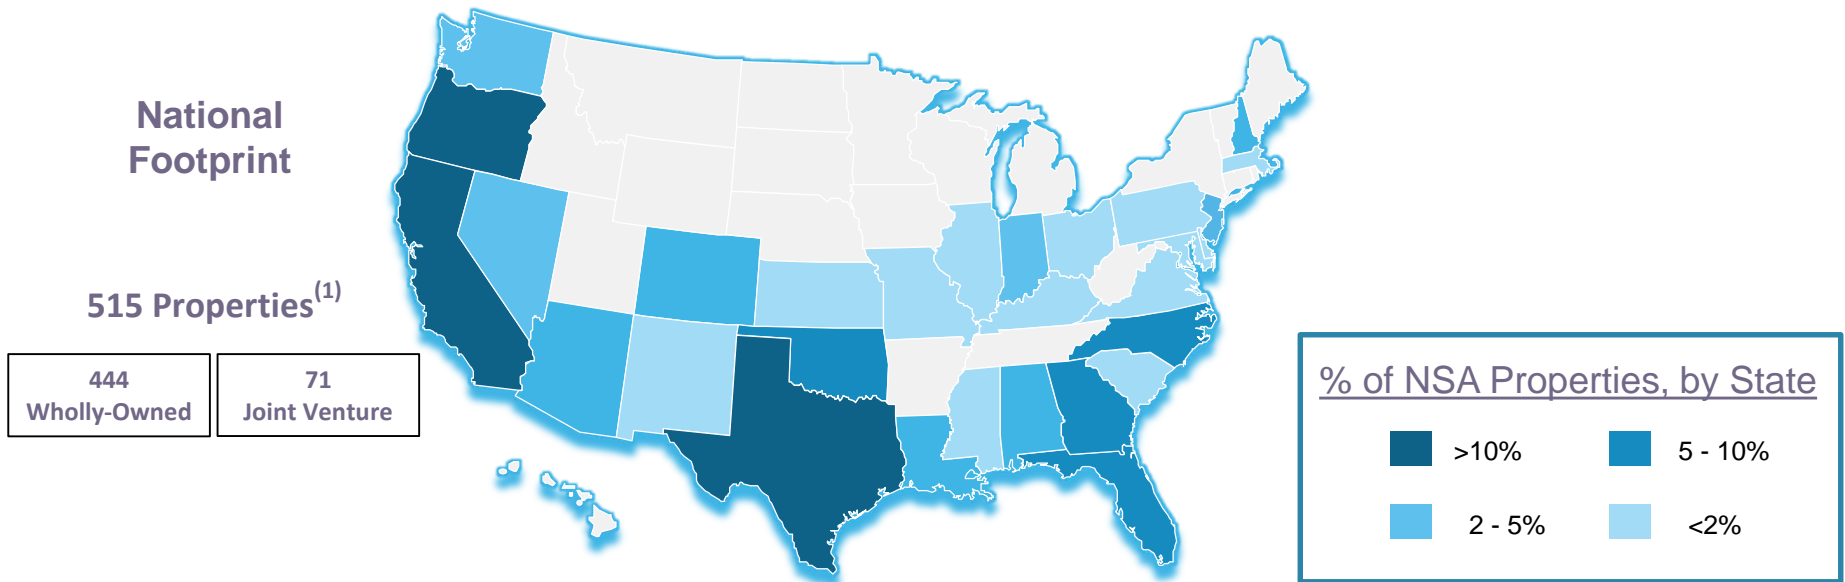 National
Footprint
515 Properties(1)
444
Wholly-Owned
71
Joint Venture
% of NSA Properties, by State
>10%
5 - 10%
2 - 5%
<2%